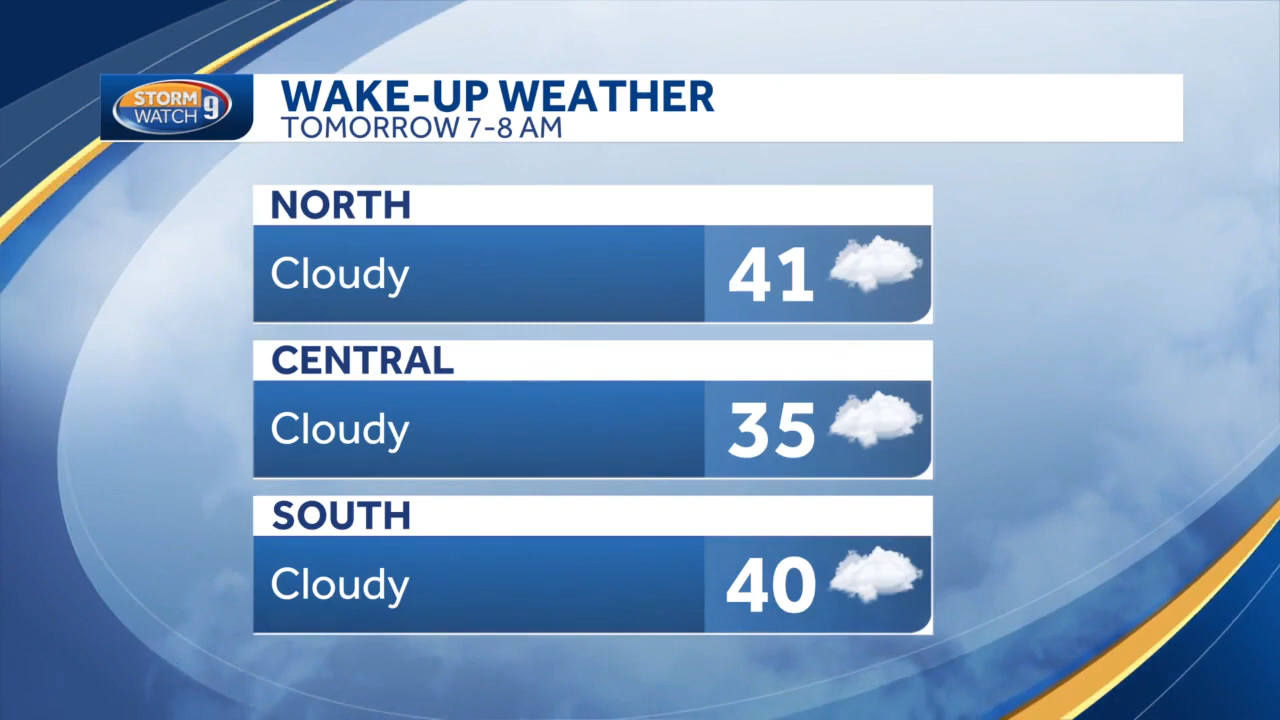 STORM
WATCH 9
WAKE-UP WEATHER
TOMORROW 7-8 AM
NORTH
Cloudy 41
CENTRAL
Cloudy 35
SOUTH
Cloudy 40